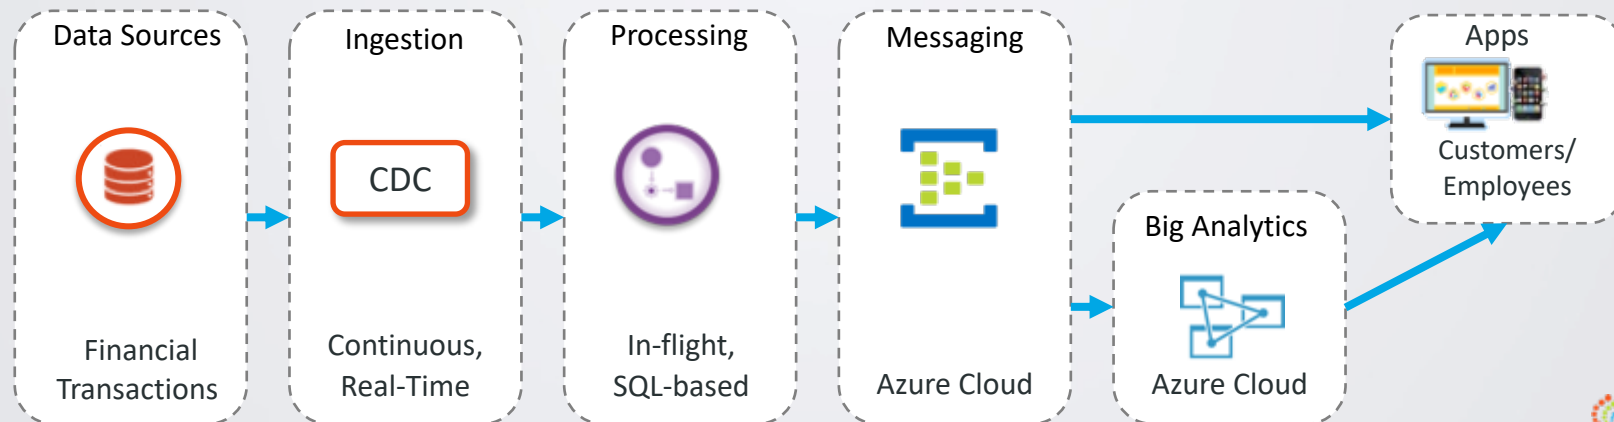 Data Sources
Financial
Transactions
Ingestion
CDC
Continuous,
Real-Time
Processing
In-flight,
SQL-based
Messaging
Azure Cloud
Big Analytics
Azure Cloud
Apps
Customers/
Employees